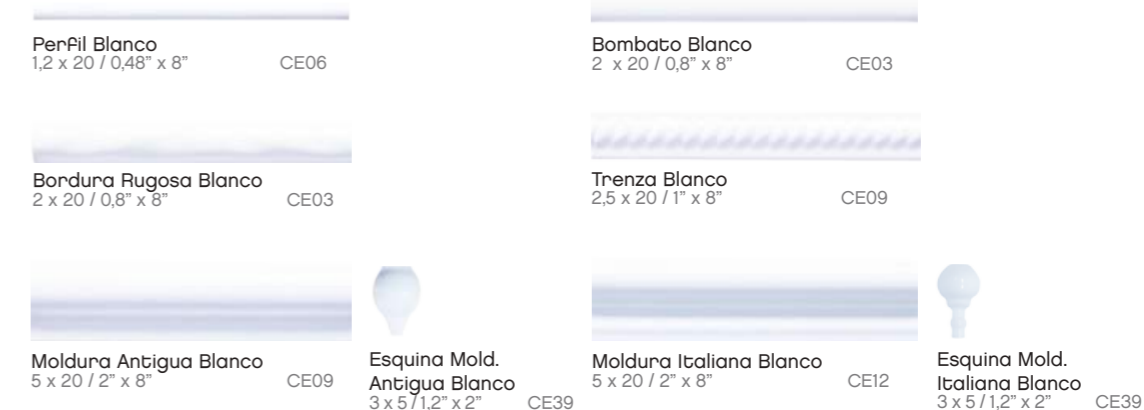 Perfil Blanco
1,2 x 20 / 0,48” x 8” CE06
Bombato Blanco
2 x 20 / 0,8” x 8” CE03
Bordura Rugosa Blanco
2 x 20 / 0,8” x 8” CE03
Trenza Blanco
2,5 x 20 / 1” x 8” CE09
Moldura Antigua Blanco
5 x 20 / 2” x 8” CE09
Esquina Mold.
Antigua Blanco
3 x 5 / 1,2” x 2” CE39
Moldura Italiana Blanco
5 x 20 / 2” x 8” CE12
Esquina Mold.
Italiana Blanco
3 x 5 / 1,2” x 2” CE39